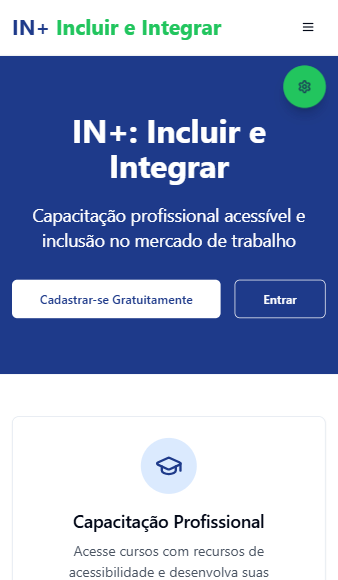 IN+ Incluir e Integrar
IN+: Incluir e
Integrar
Capacitação profissional acessível e
inclusão no mercado de trabalho
Cadastrar-se Gratuitamente
Entrar
Capacitação Profissional
Acesse cursos com recursos de
acessibilidade e desenvolva suas